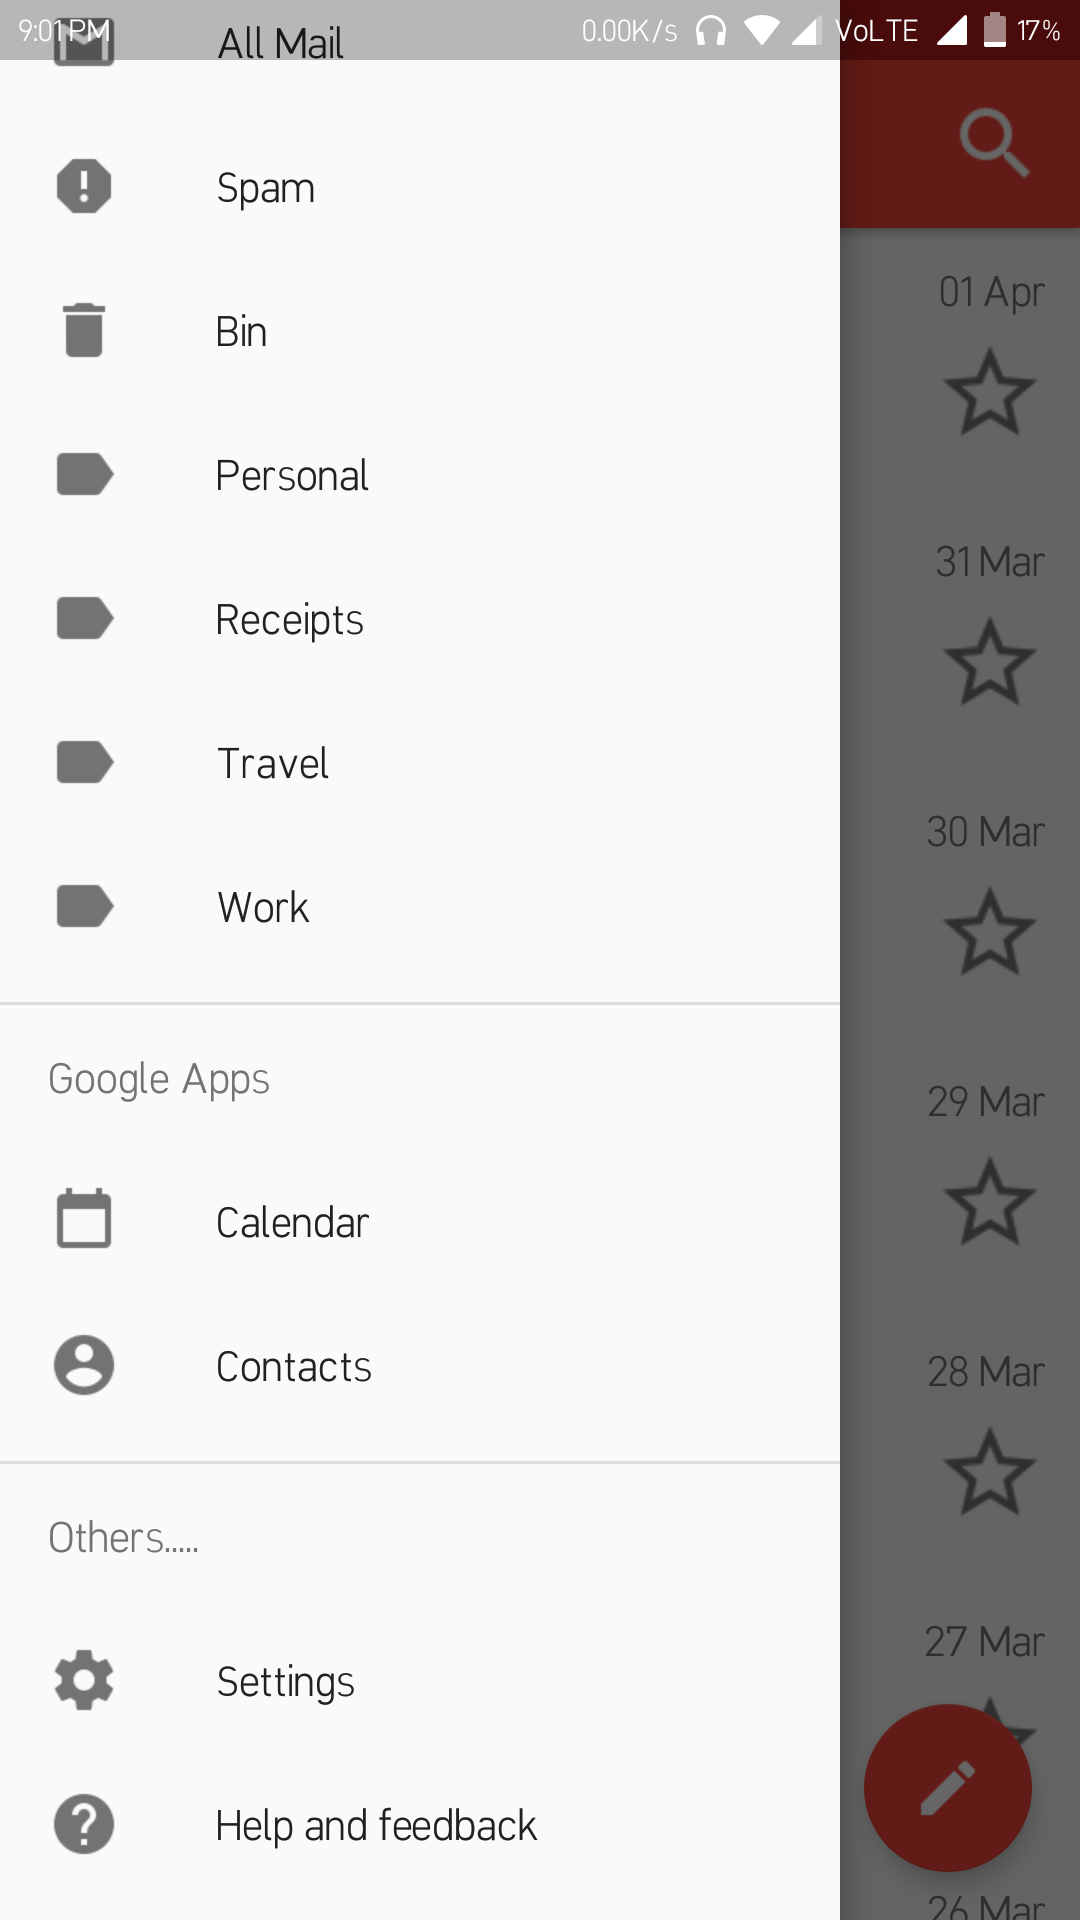 9:01 PM 0.00K/s VoLTE 17%
All Mail
Spam
Bin
Personal
Receipts
Travel
Work
Google Apps
Calendar
Contacts
Others.....
Settings
Help and feedback
01 Apr
31 Mar
30 Mar
29 Mar
28 Mar
27 Mar
26 Mar